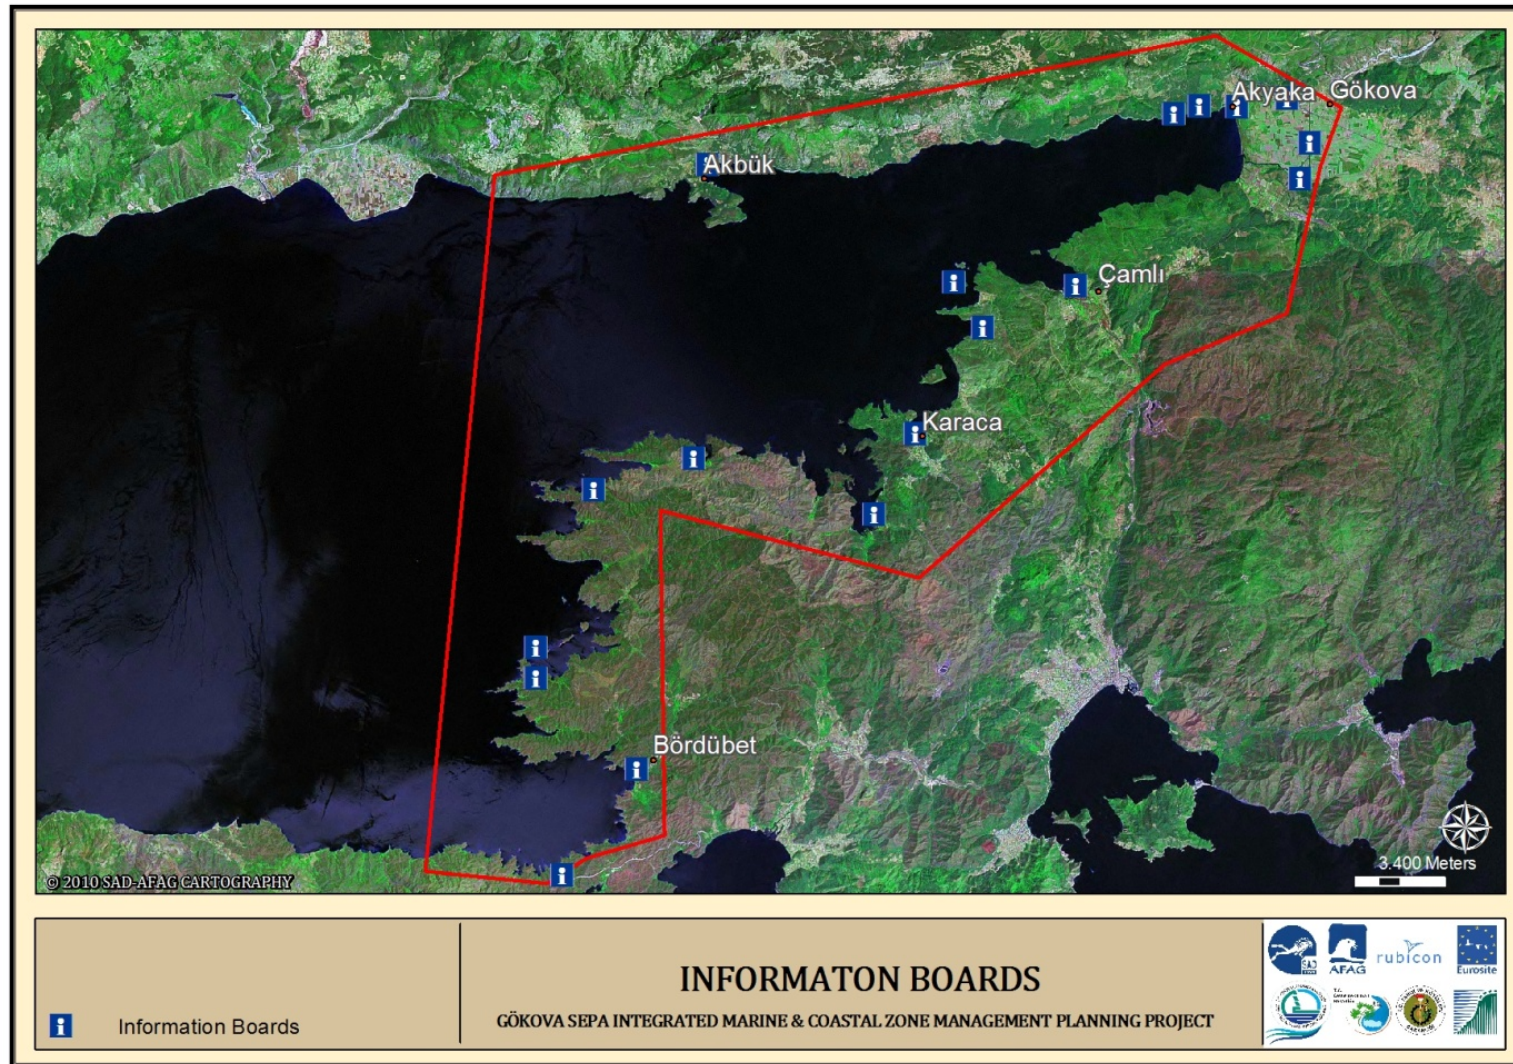 Akyaka
Gökova
Akbük
Çamlı
Karaca
Bördübet
3.400 Meters
© 2010 SAD-AFAG CARTOGRAPHY
INFORMATON BOARDS
GÖKOVA SEPA INTEGRATED MARINE & COASTAL ZONE MANAGEMENT PLANNING PROJECT
i Information Boards
SAD
AFAG
rubicon
Eurosite